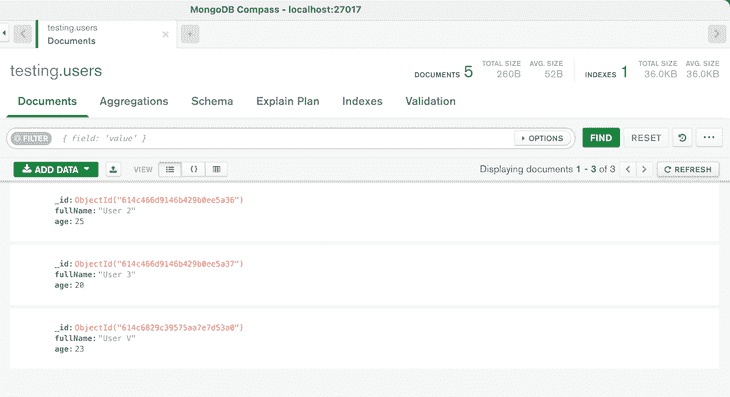 MongoDB Compass - localhost:27017
testing.users
Documents
testing.users
DOCUMENTS 5 TOTAL SIZE 260B AVG. SIZE 52B INDEXES 1 TOTAL SIZE 36.0KB AVG. SIZE 36.0KB
Documents Aggregations Schema Explain Plan Indexes Validation
FILTER { field: 'value' } OPTIONS FIND RESET
ADD DATA VIEW {} Displaying documents 1 - 3 of 3 REFRESH
_id:ObjectId("614c466d9146b429b0ee5a36")
fullName:"User 2"
age:25
_id:ObjectId("614c466d9146b429b0ee5a37")
fullName:"User 3"
age:20
_id:ObjectId("614c6829c39575aa7e7d53a0")
fullName:"User V"
age:23